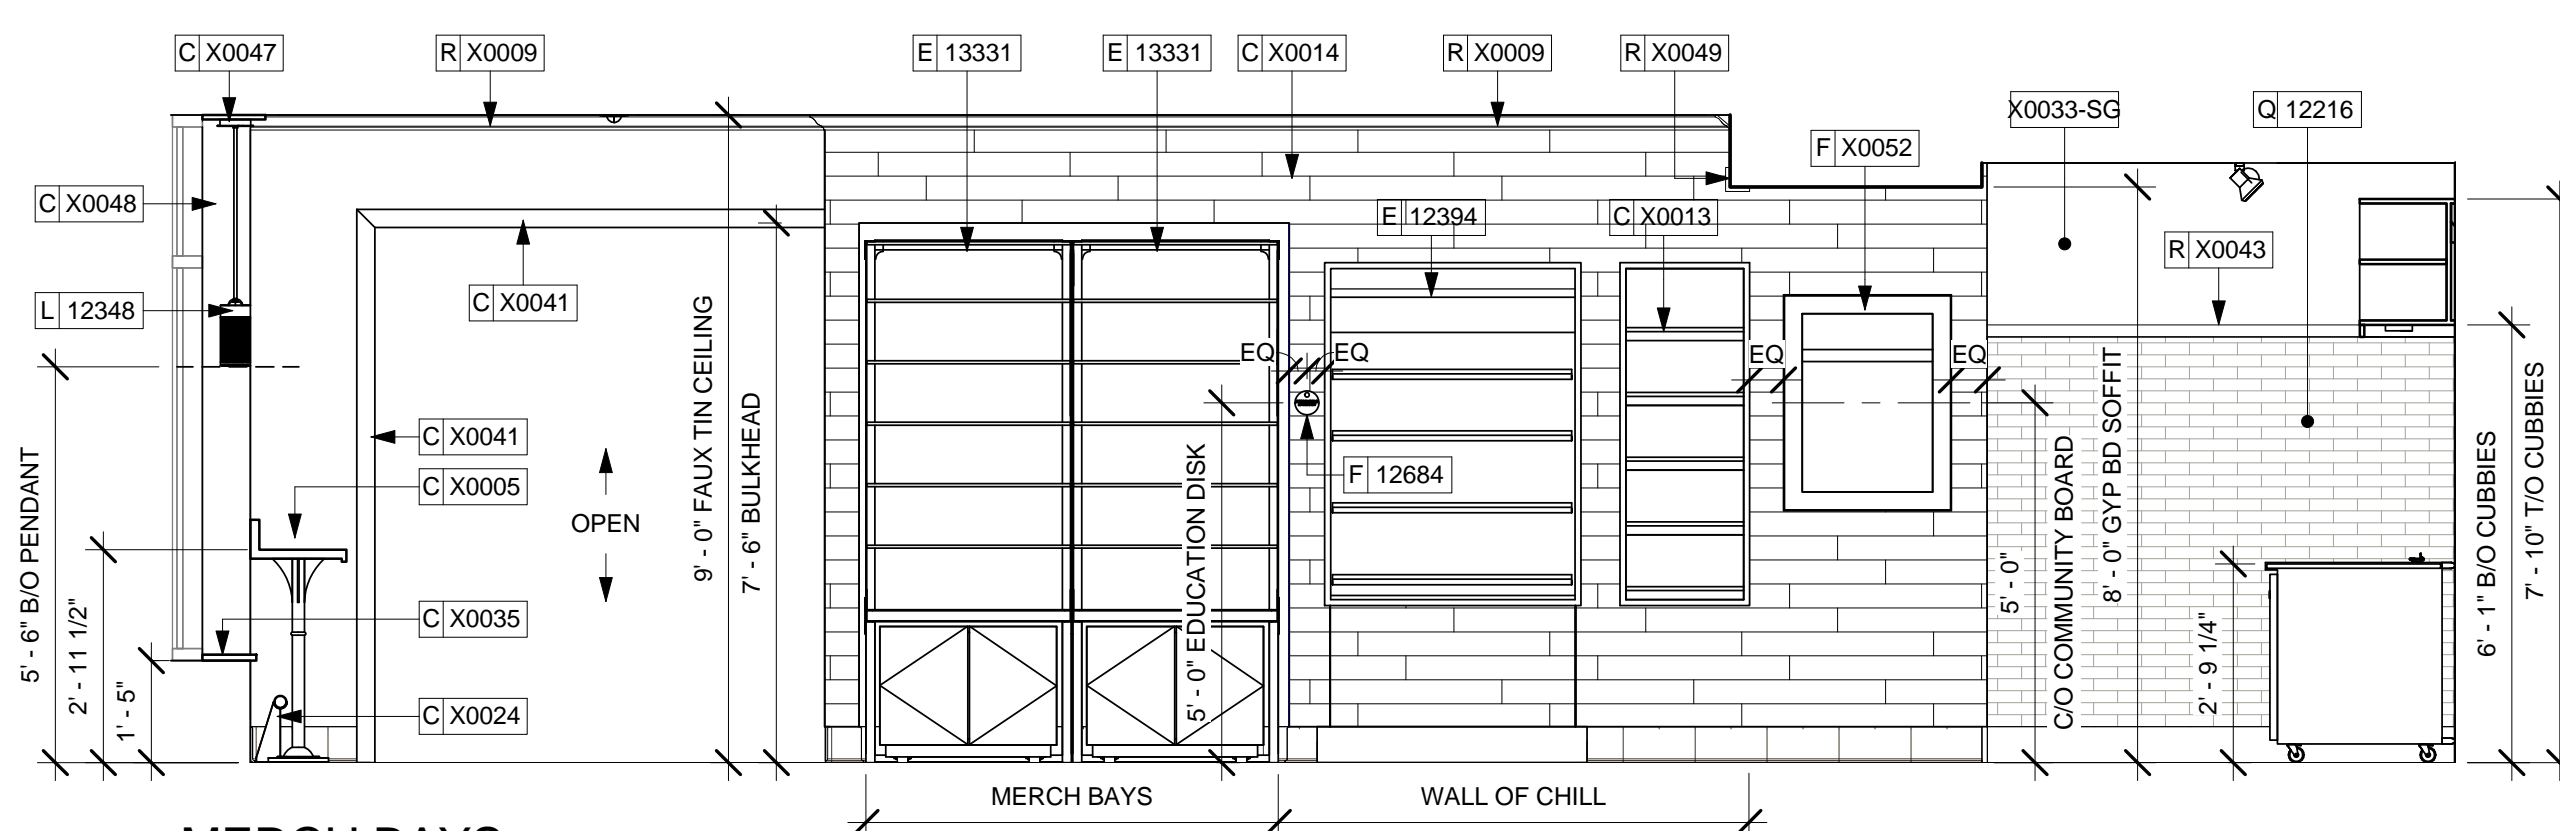 C X0047
R X0009
E 13331
E 13331
C X0014
R X0009
R X0049
X0033-SG
Q 12216
F X0052
C X0048
E 12394
C X0013
R X0043
L 12348
C X0041
EQ
EQ
EQ
EQ
C X0041
C X0005
F 12684
OPEN
C X0035
C X0024
5' - 6" B/O PENDANT
2' - 11 1/2"
1' - 5"
9' - 0" FAUX TIN CEILING
7' - 6" BULKHEAD
5' - 0" EDUCATION DISK
5' - 0"
C/O COMMUNITY BOARD
8' - 0" GYP BD SOFFIT
2' - 9 1/4"
6' - 1" B/O CUBBIES
7' - 10" T/O CUBBIES
MERCH BAYS
WALL OF CHILL
MERCH BAYS